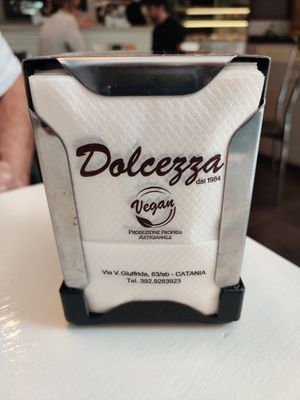 Dolcezza
dal 1984
Vegan
PRODUZIONE PROPRIA
ARTIGIANALE
Via V. Giuffrida, 63/ab - CATANIA
Tel. 392.9283923